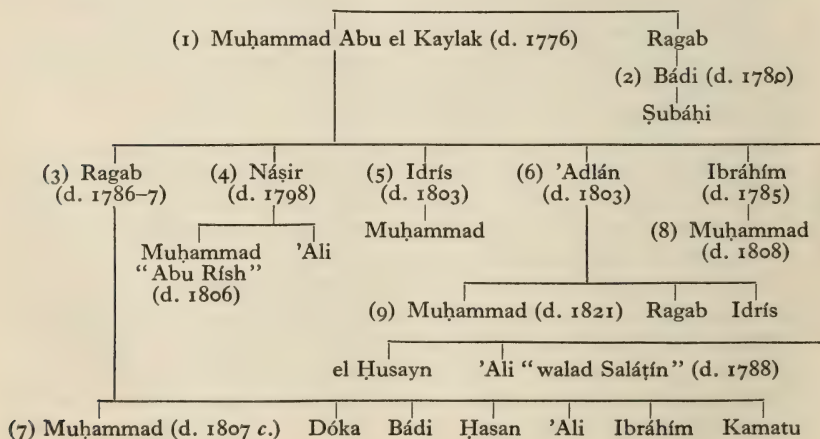 (1) Muḥammad Abu el Kaylak (d. 1776) Ragab
(2) Bádi (d. 1780)
Ṣubáḥi
(3) Ragab (4) Náṣir (5) Idrís (6) 'Adlán Ibráhím
(d. 1786–7) (d. 1798) (d. 1803) (d. 1803) (d. 1785)
Muḥammad 'Ali Muḥammad (8) Muḥammad
"Abu Rísh" (d. 1808)
(d. 1806)
(9) Muḥammad (d. 1821) Ragab Idrís
el Ḥusayn 'Ali "walad Saláṭín" (d. 1788)
(7) Muḥammad (d. 1807 c.) Dóka Bádi Ḥasan 'Ali Ibráhím Kamatu